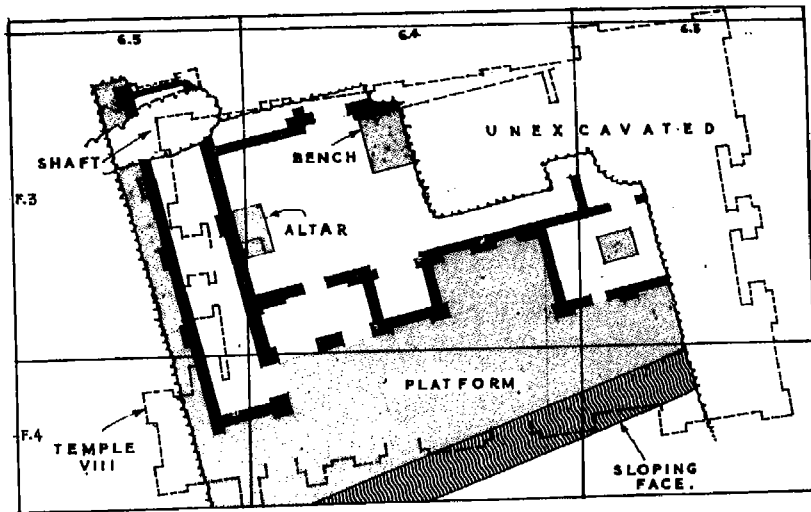 6.5
6.4
6.3
UNEXCAVATED
SHAFT
BENCH
F.3
ALTAR
PLATFORM
F.4
TEMPLE
VIII
SLOPING
FACE.